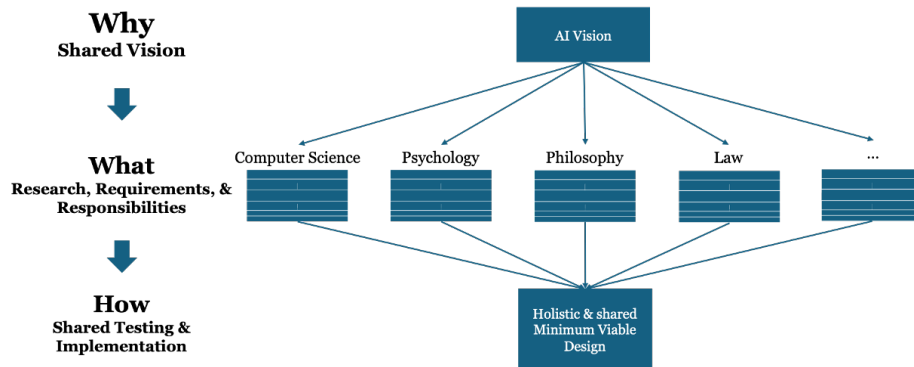 Why
Shared Vision
AI Vision
What
Research, Requirements, &
Responsibilities
Computer Science
Psychology
Philosophy
Law
...
How
Shared Testing &
Implementation
Holistic & shared
Minimum Viable
Design